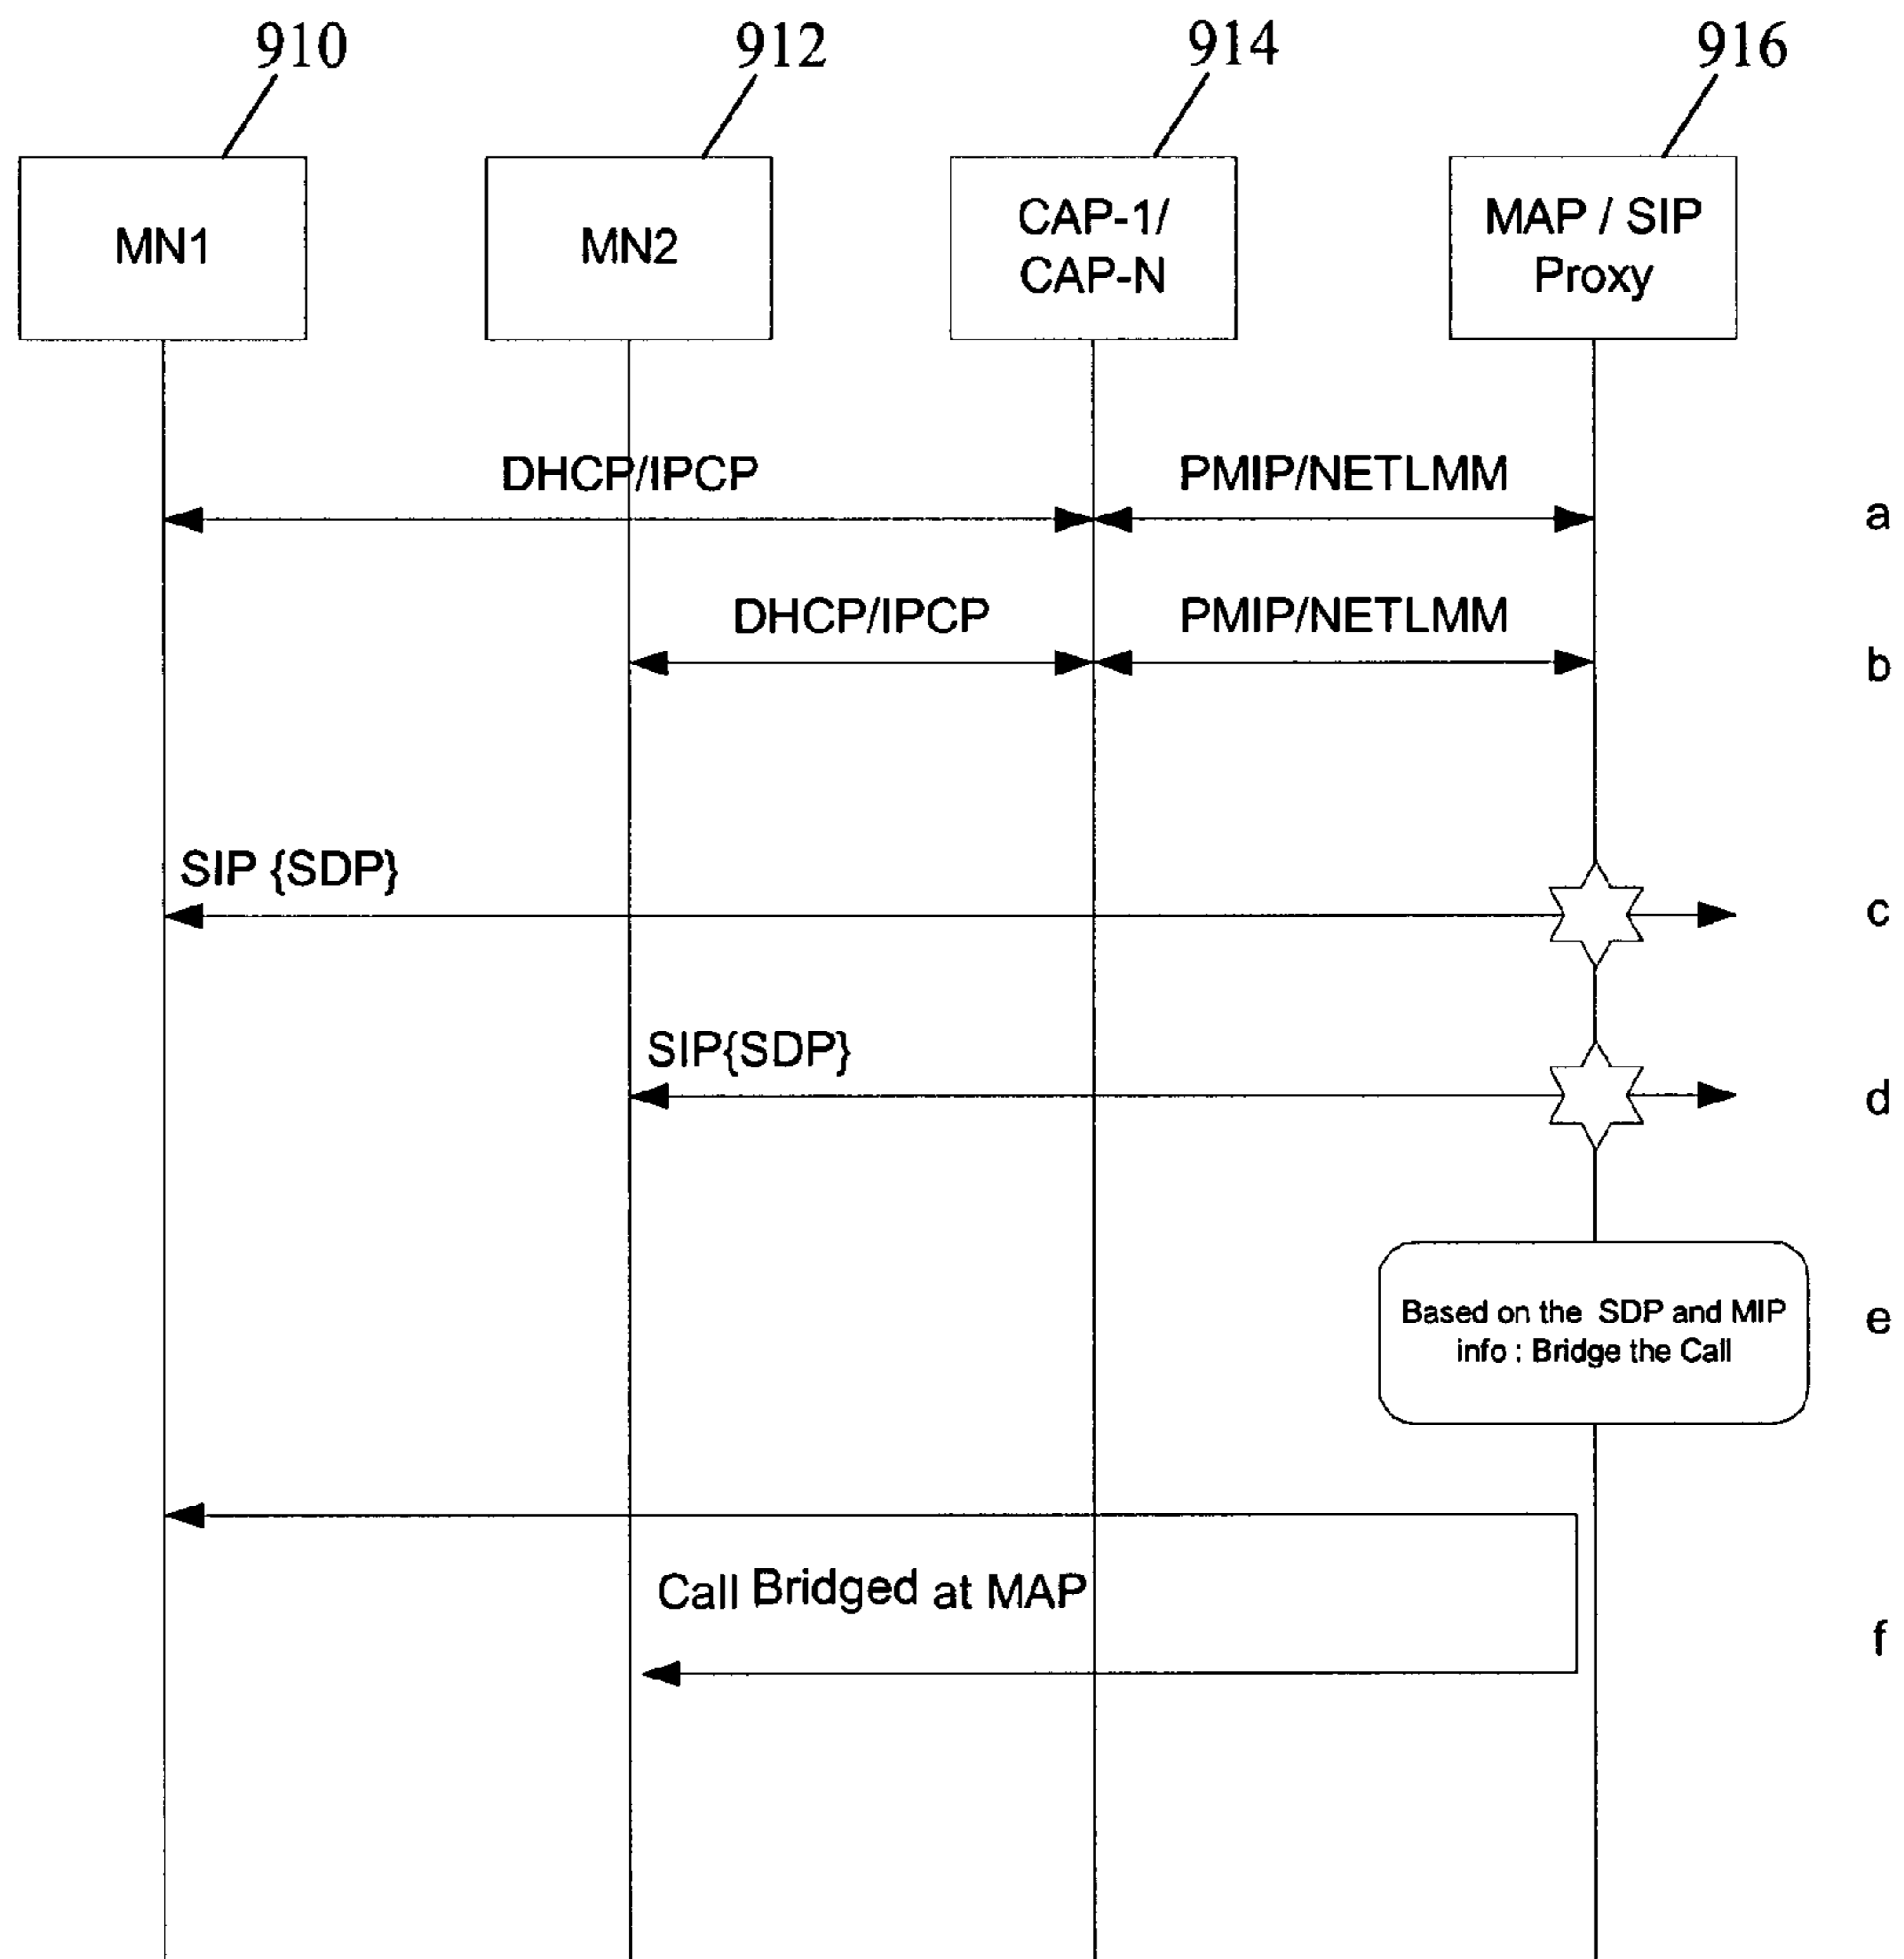 910
912
914
916
MN1
MN2
CAP-1/
CAP-N
MAP / SIP
Proxy
DHCP/IPCP
PMIP/NETLMM
a
DHCP/IPCP
PMIP/NETLMM
b
SIP {SDP}
c
SIP{SDP}
d
Based on the SDP and MIP
info : Bridge the Call
e
Call Bridged at MAP
f